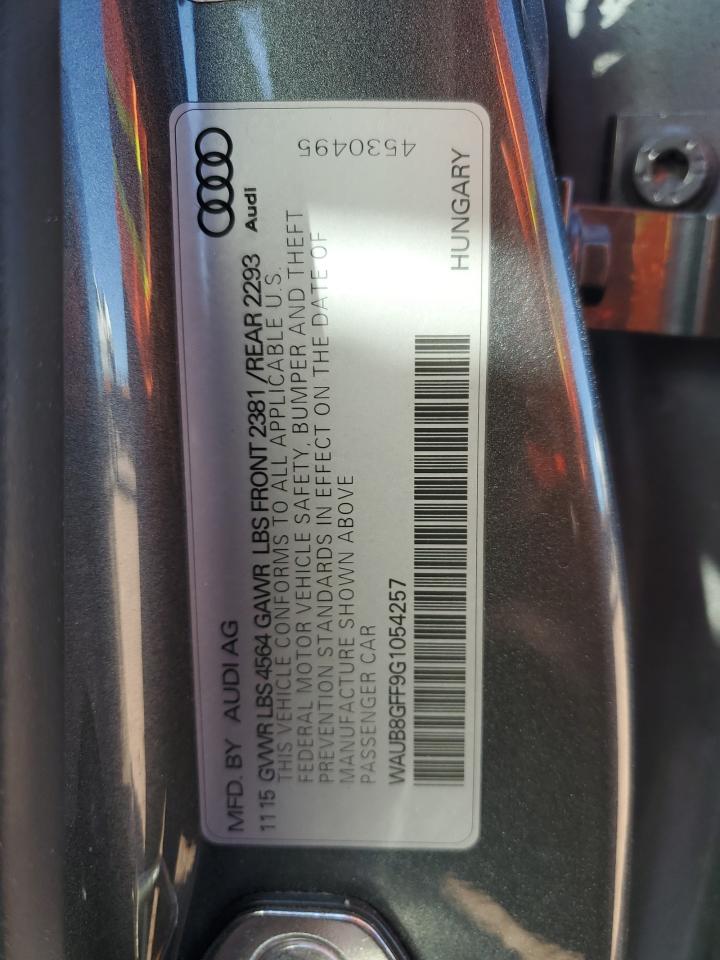 MFD. BY AUDI AG
11 15 GVWR LBS 4564 GAWR LBS FRONT 2381 /REAR 2293
Audi
THIS VEHICLE CONFORMS TO ALL APPLICABLE U.S.
FEDERAL MOTOR VEHICLE SAFETY, BUMPER AND THEFT
PREVENTION STANDARDS IN EFFECT ON THE DATE OF
MANUFACTURE SHOWN ABOVE
PASSENGER CAR
4530495
WAUB8GFF9G1054257
HUNGARY